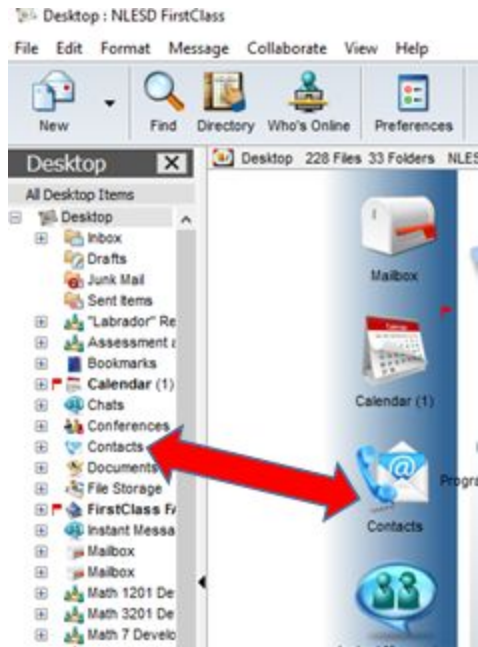 Desktop : NLESD FirstClass
File Edit Format Message Collaborate View Help
New Find Directory Who's Online Preferences
Desktop
Desktop 228 Files 33 Folders NLES
All Desktop Items
Desktop
Inbox
Drafts
Junk Mail
Sent Items
"Labrador" Re
Assessment a
Bookmarks
Calendar (1)
Chats
Conferences
Contacts
Documents
File Storage
FirstClass
Instant Messa
Mailbox
Mailbox
Math 1201 De
Math 3201 De
Math 7 Develo
Mailbox
Calendar (1)
Contacts
Progra